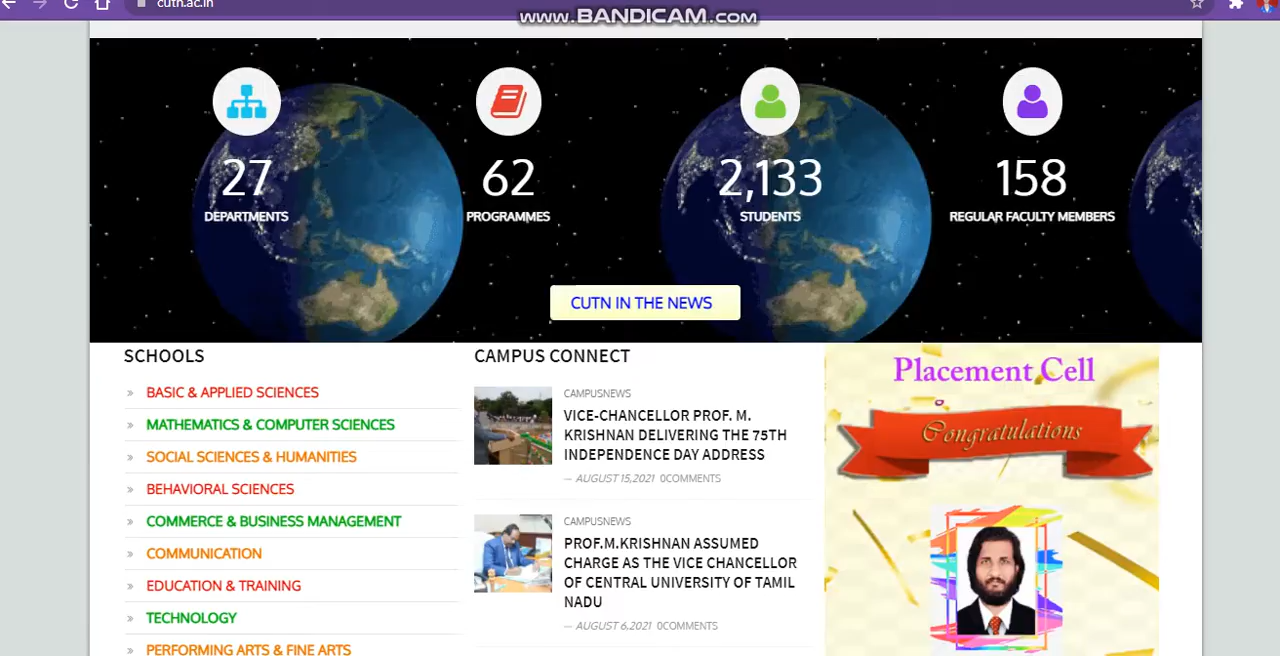 cutn.ac.in
WWW.BANDICAM.COM
27
DEPARTMENTS
62
PROGRAMMES
2,133
STUDENTS
158
REGULAR FACULTY MEMBERS
CUTN IN THE NEWS
SCHOOLS
» BASIC & APPLIED SCIENCES
» MATHEMATICS & COMPUTER SCIENCES
» SOCIAL SCIENCES & HUMANITIES
» BEHAVIORAL SCIENCES
» COMMERCE & BUSINESS MANAGEMENT
» COMMUNICATION
» EDUCATION & TRAINING
» TECHNOLOGY
» PERFORMING ARTS & FINE ARTS
CAMPUS CONNECT
CAMPUSNEWS
VICE-CHANCELLOR PROF. M.
KRISHNAN DELIVERING THE 75TH
INDEPENDENCE DAY ADDRESS
— AUGUST 15,2021 0COMMENTS
CAMPUSNEWS
PROF.M.KRISHNAN ASSUMED
CHARGE AS THE VICE CHANCELLOR
OF CENTRAL UNIVERSITY OF TAMIL
NADU
— AUGUST 6,2021 0COMMENTS
Placement Cell
Congratulations